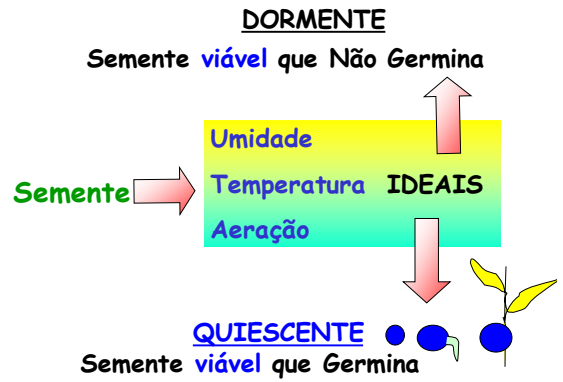 DORMENTE
Semente viável que Não Germina
Umidade
Semente
Temperatura IDEAIS
Aeração
QUIESCENTE
Semente viável que Germina